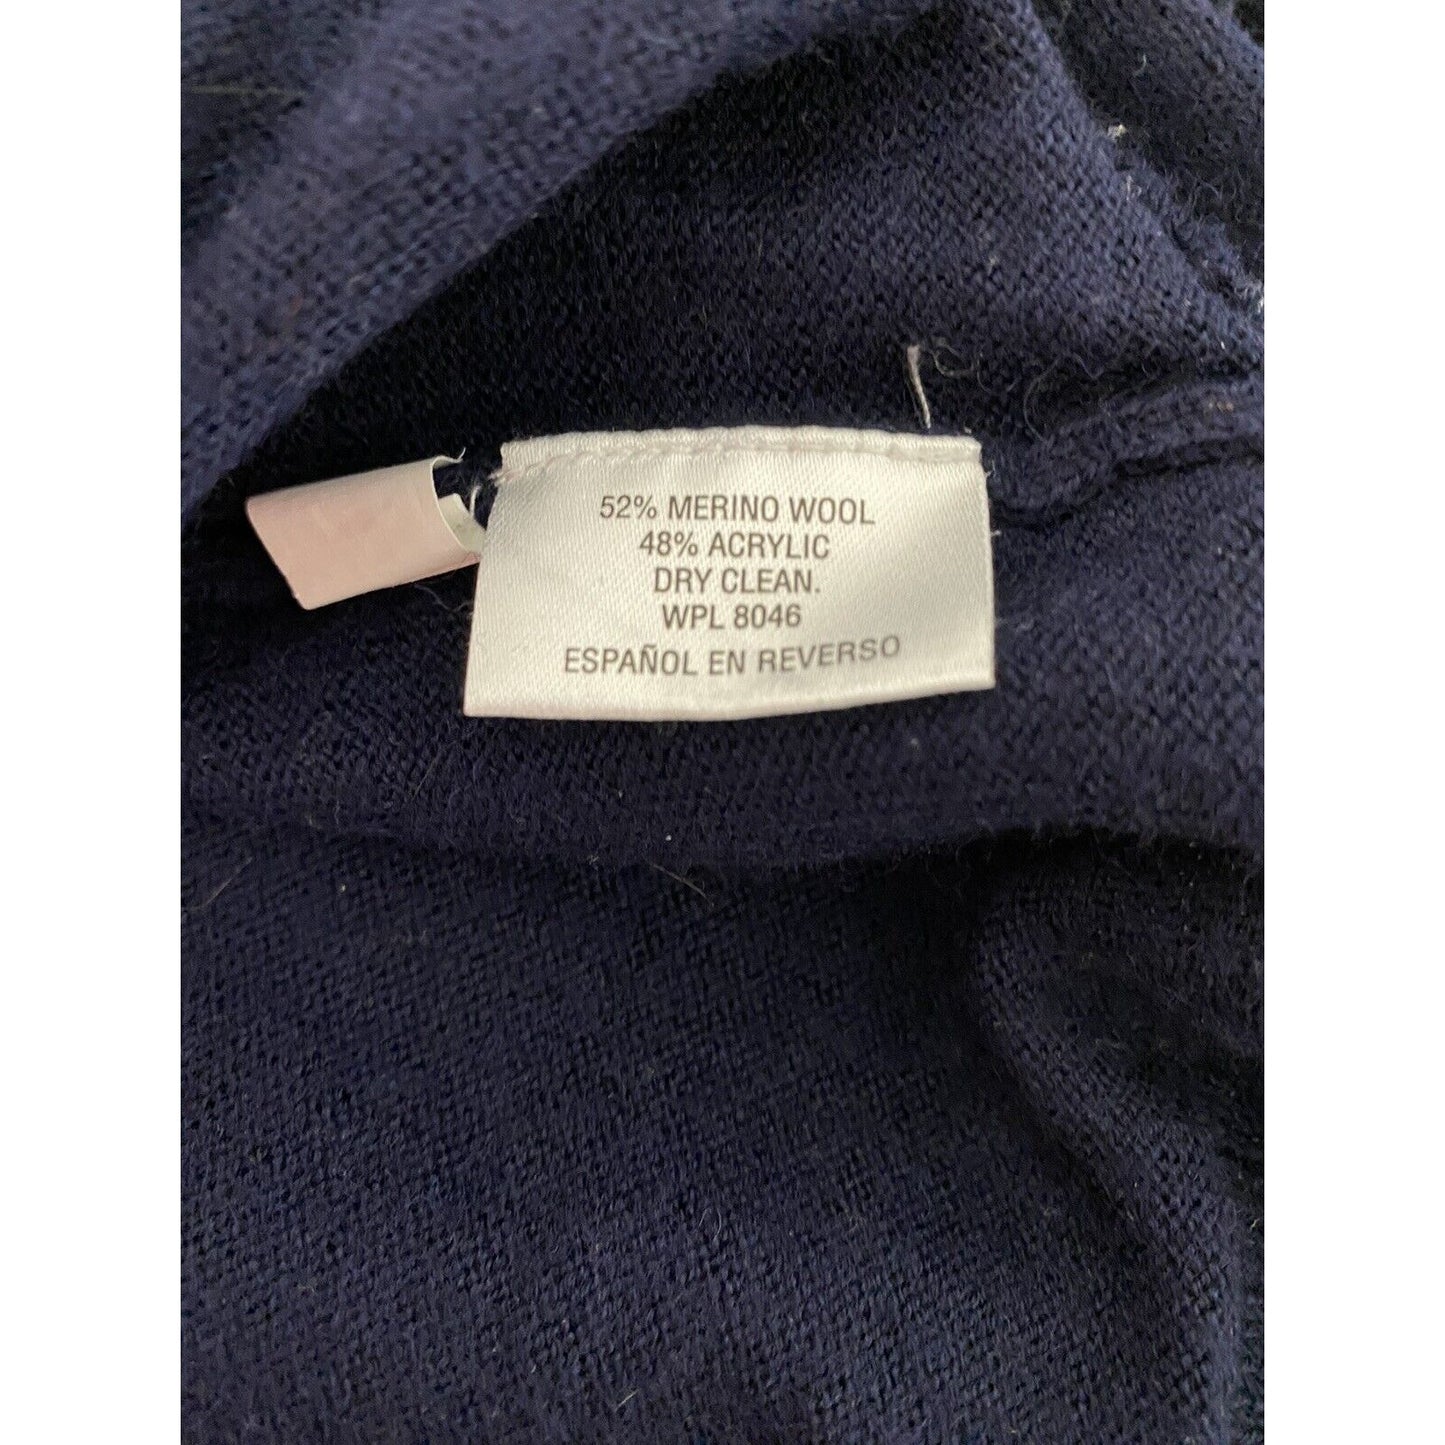 52% MERINO WOOL
48% ACRYLIC
DRY CLEAN.
WPL 8046
ESPAÑOL EN REVERSO